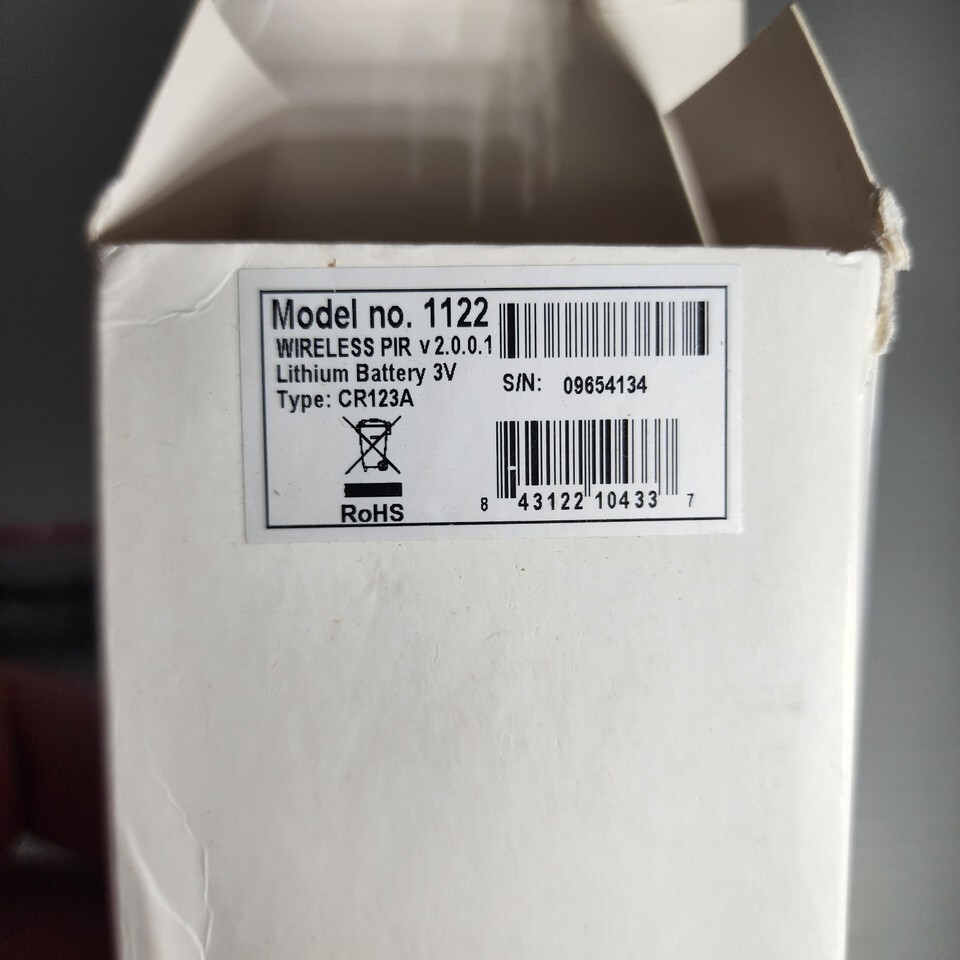 Model no. 1122
WIRELESS PIR v 2.0.0.1
Lithium Battery 3V
Type: CR123A
S/N: 09654134
RoHS
8 43122 10433 7